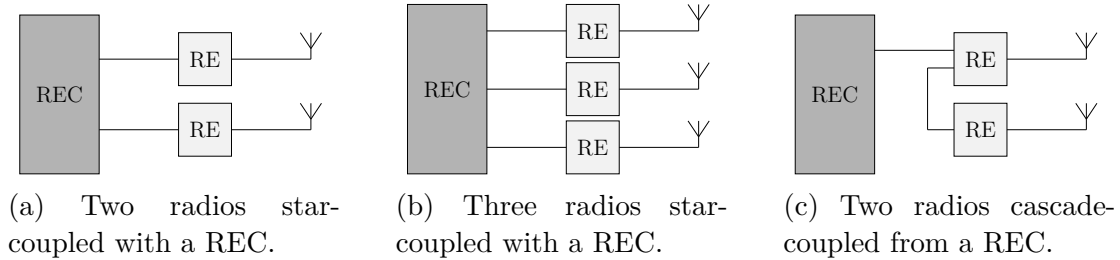 REC
RE
RE
(a) Two radios star-
coupled with a REC.
REC
RE
RE
RE
(b) Three radios star-
coupled with a REC.
REC
RE
RE
(c) Two radios cascade-
coupled from a REC.